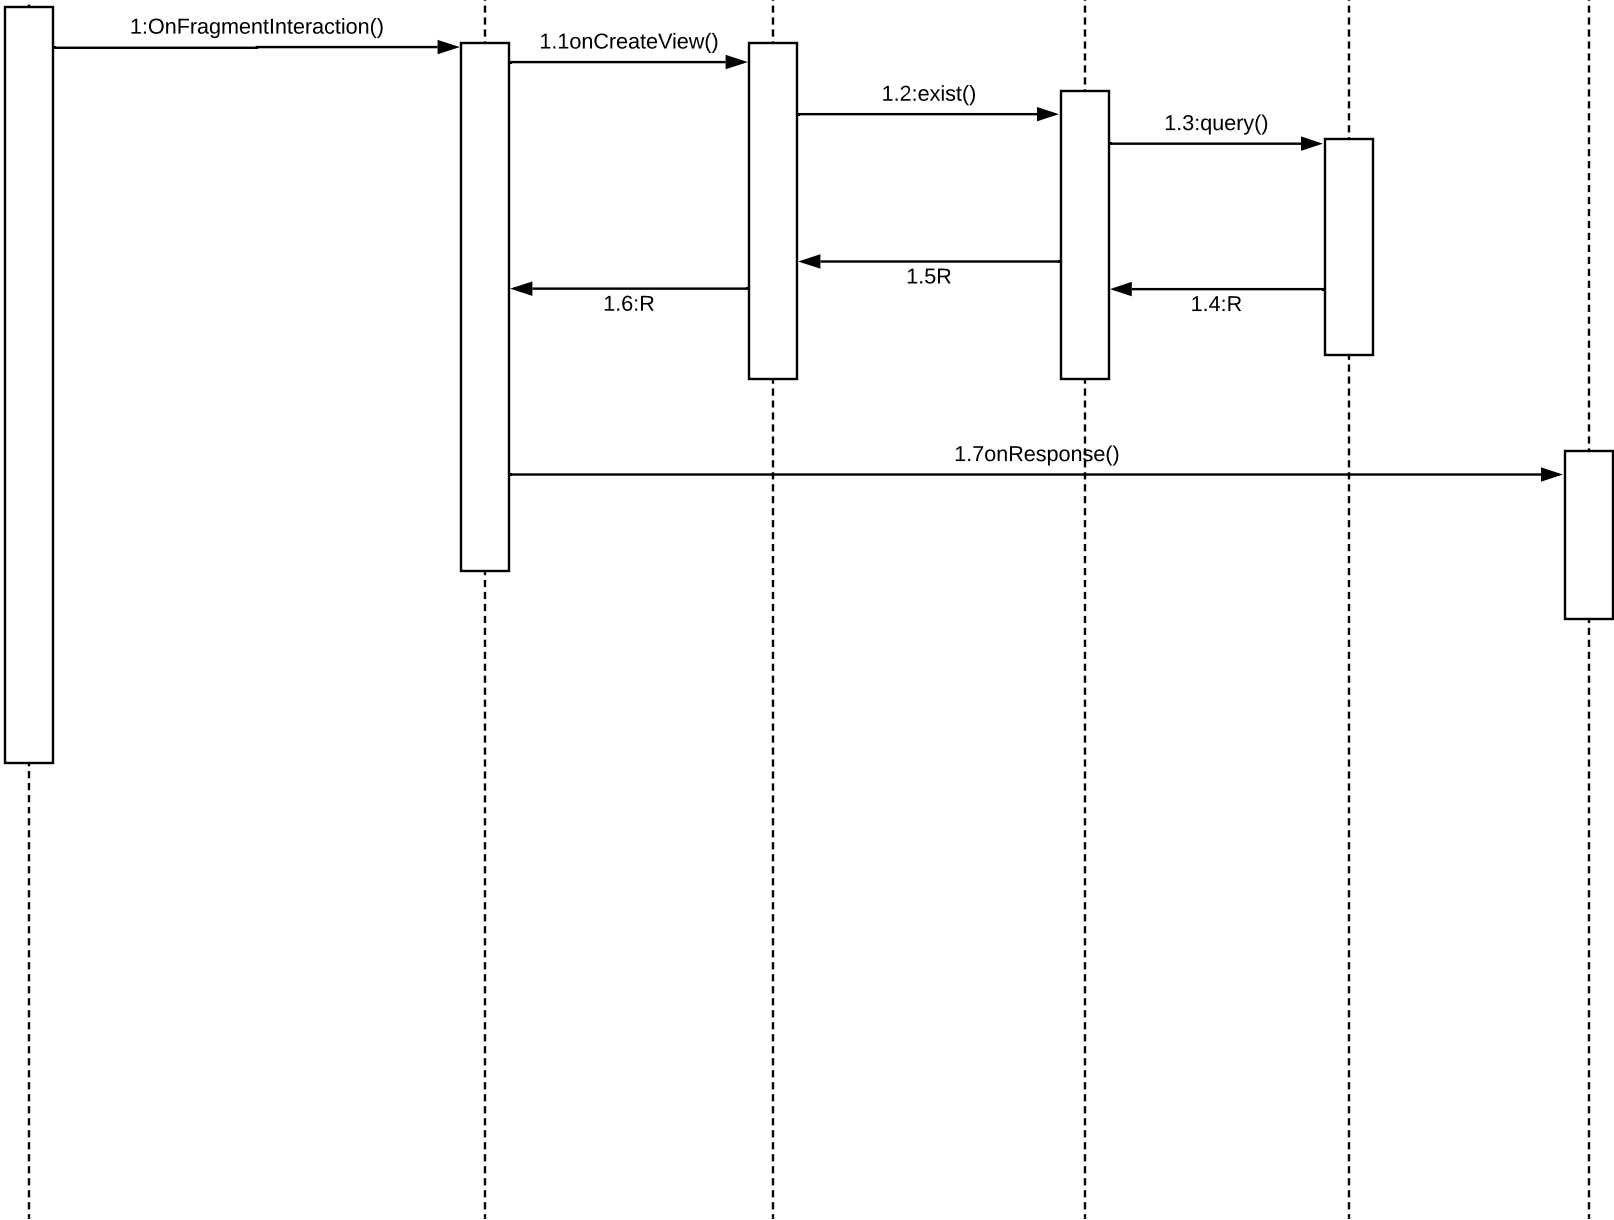 1:OnFragmentInteraction()
1.1onCreateView()
1.2:exist()
1.3:query()
1.5R
1.6:R
1.4:R
1.7onResponse()